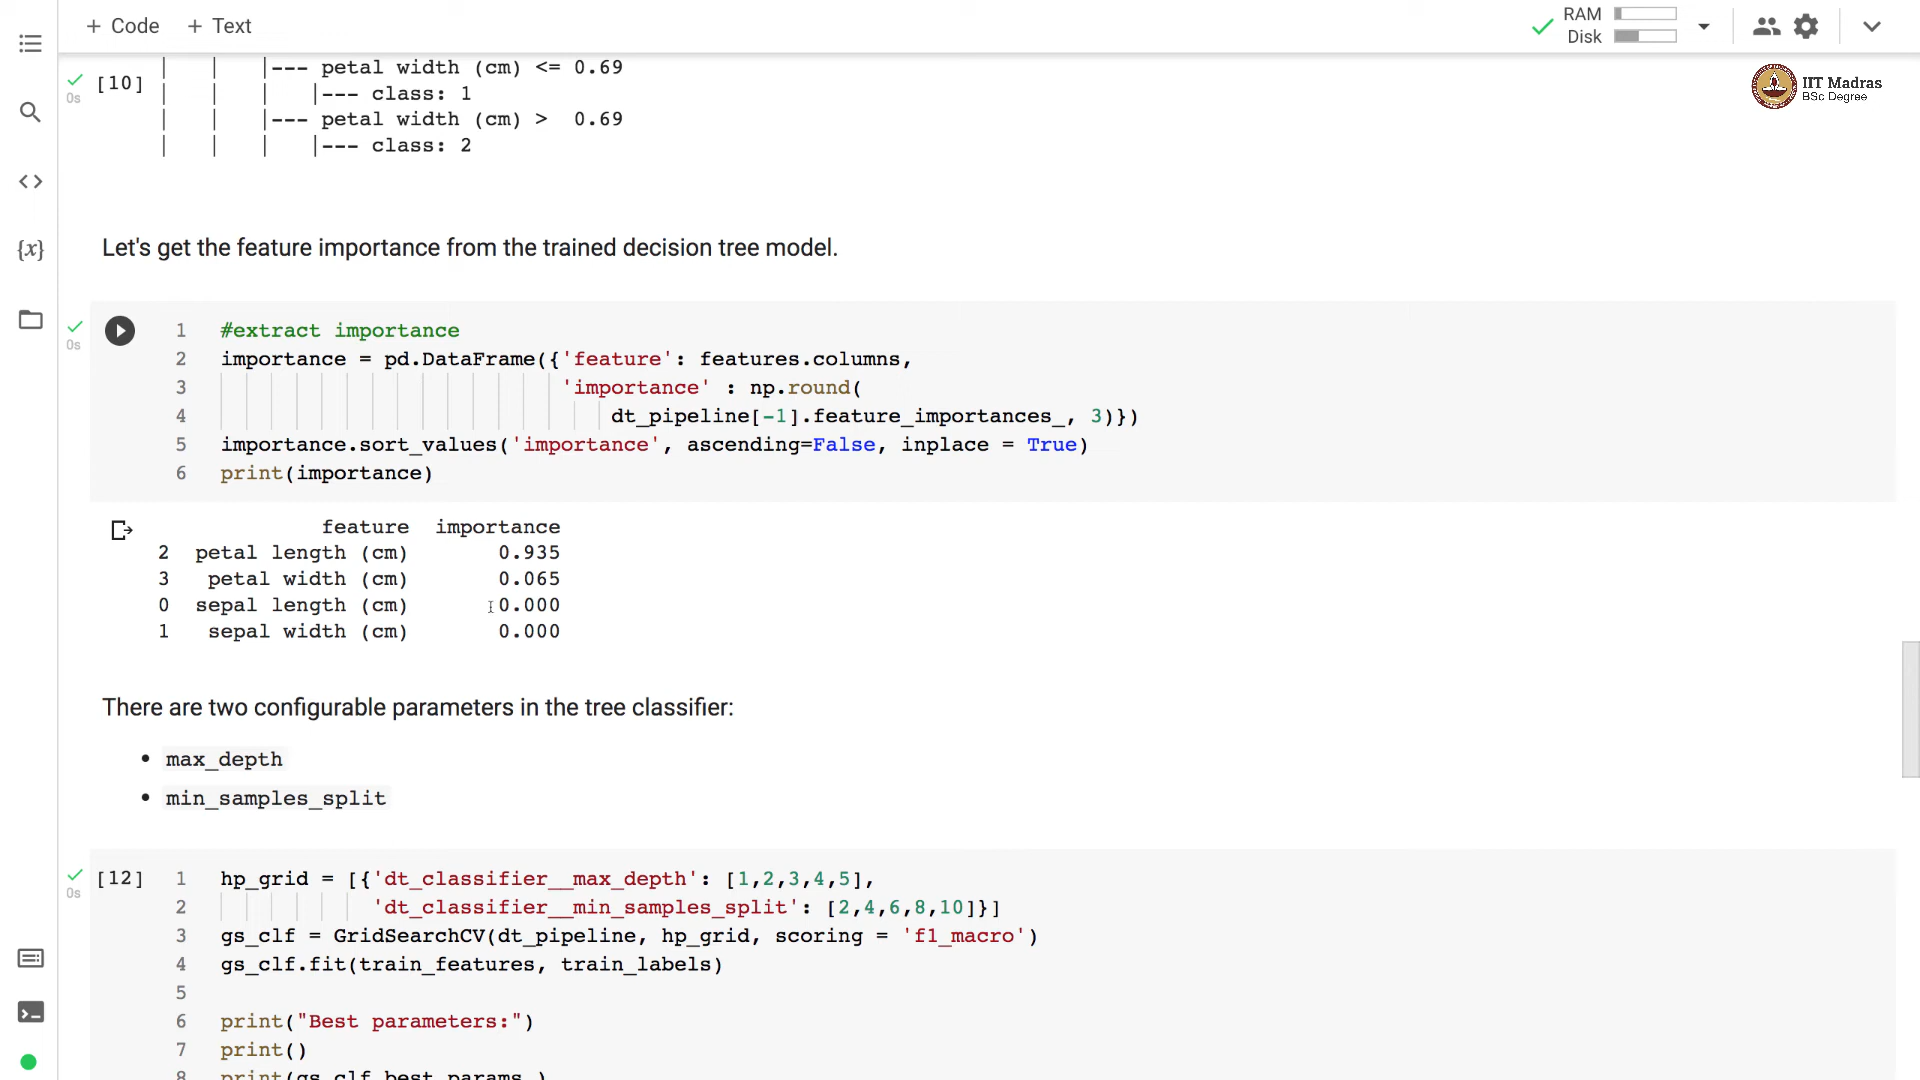 + Code + Text
RAM
Disk
IIT Madras
BSc Degree
[10]
0s
| | |--- petal width (cm) <= 0.69
| | | |--- class: 1
| | |--- petal width (cm) > 0.69
| | | |--- class: 2
Let's get the feature importance from the trained decision tree model.
0s
1 #extract importance
2 importance = pd.DataFrame({'feature': features.columns,
3 'importance' : np.round(
4 dt_pipeline[-1].feature_importances_, 3)})
5 importance.sort_values('importance', ascending=False, inplace = True)
6 print(importance)
feature importance
2 petal length (cm) 0.935
3 petal width (cm) 0.065
0 sepal length (cm) 0.000
1 sepal width (cm) 0.000
There are two configurable parameters in the tree classifier:
• max_depth
• min_samples_split
[12]
0s
1 hp_grid = [{'dt_classifier__max_depth': [1,2,3,4,5],
2 'dt_classifier__min_samples_split': [2,4,6,8,10]}]
3 gs_clf = GridSearchCV(dt_pipeline, hp_grid, scoring = 'f1_macro')
4 gs_clf.fit(train_features, train_labels)
5
6 print("Best parameters:")
7 print()
8 print(gs_clf.best_params_)